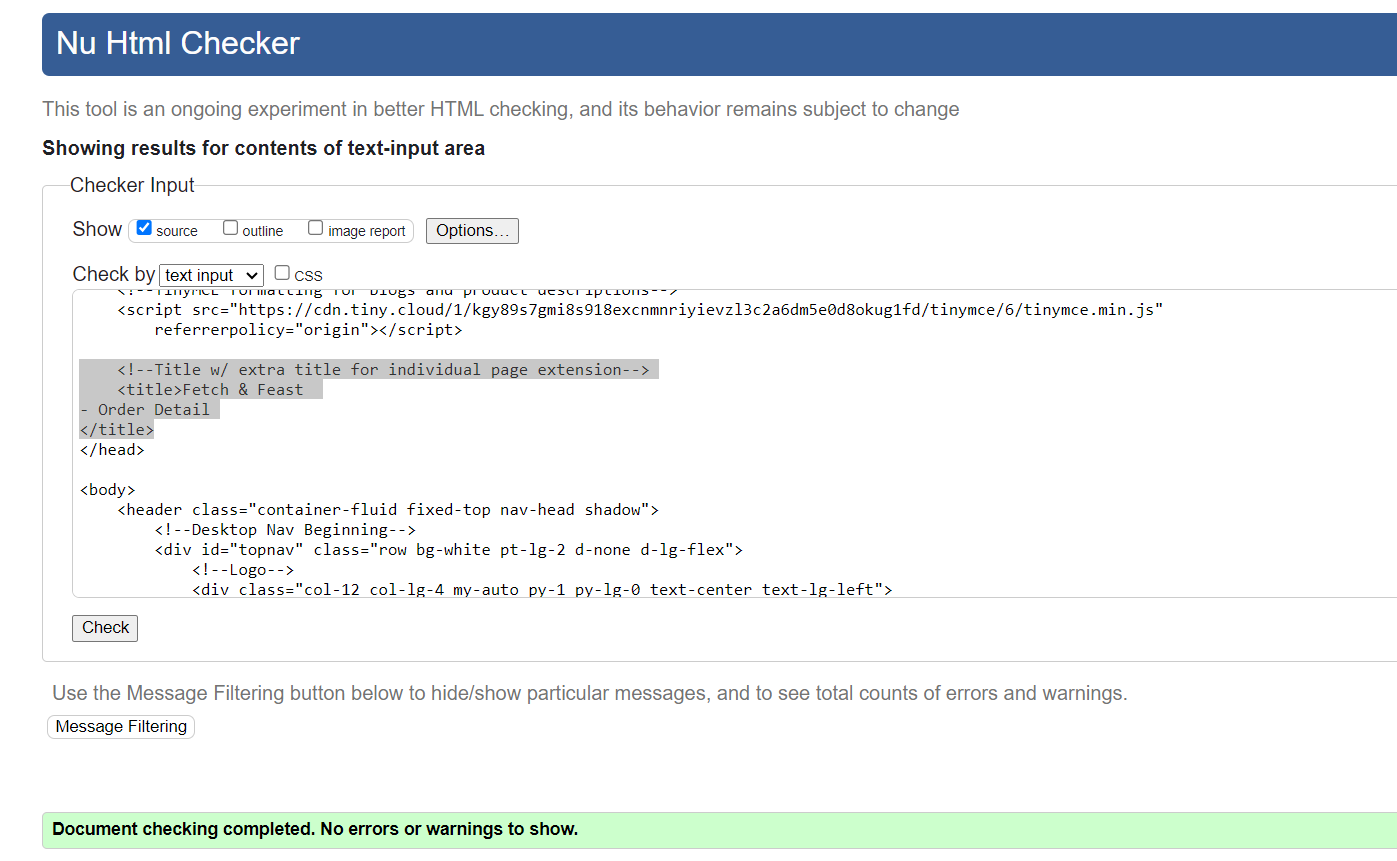 Nu Html Checker
This tool is an ongoing experiment in better HTML checking, and its behavior remains subject to change
Showing results for contents of text-input area
Checker Input
Show source outline image report Options...
Check by text input CSS
<!--TinyMCE formatting for blogs and product descriptions-->
<script src="https://cdn.tiny.cloud/1/kgy89s7gmi8s918excnmnriyievzl3c2a6dm5e0d8okug1fd/tinymce/6/tinymce.min.js"
referrerpolicy="origin"></script>
<!--Title w/ extra title for individual page extension-->
<title>Fetch & Feast
- Order Detail
</title>
</head>
<body>
<header class="container-fluid fixed-top nav-head shadow">
<!--Desktop Nav Beginning-->
<div id="topnav" class="row bg-white pt-lg-2 d-none d-lg-flex">
<!--Logo-->
<div class="col-12 col-lg-4 my-auto py-1 py-lg-0 text-center text-lg-left">
Check
Use the Message Filtering button below to hide/show particular messages, and to see total counts of errors and warnings.
Message Filtering
Document checking completed. No errors or warnings to show.